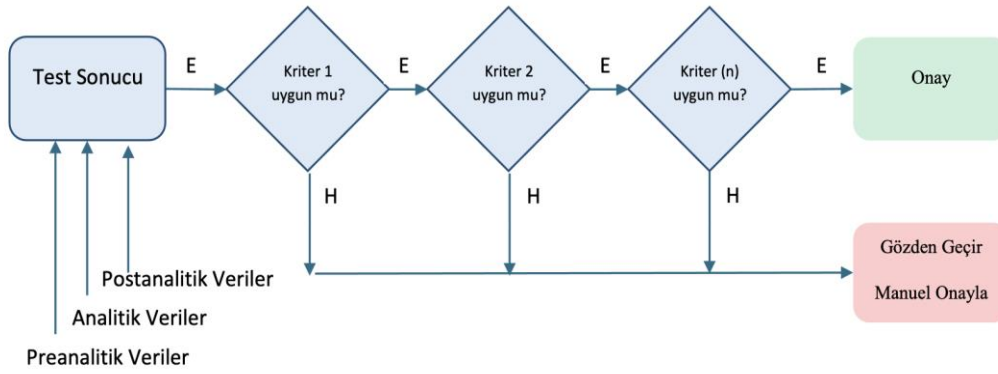 Test Sonucu
E
Kriter 1
uygun mu?
E
Kriter 2
uygun mu?
E
Kriter (n)
uygun mu?
E
Onay
H
H
H
Gözden Geçir
Manuel Onayla
Postanalitik Veriler
Analitik Veriler
Preanalitik Veriler